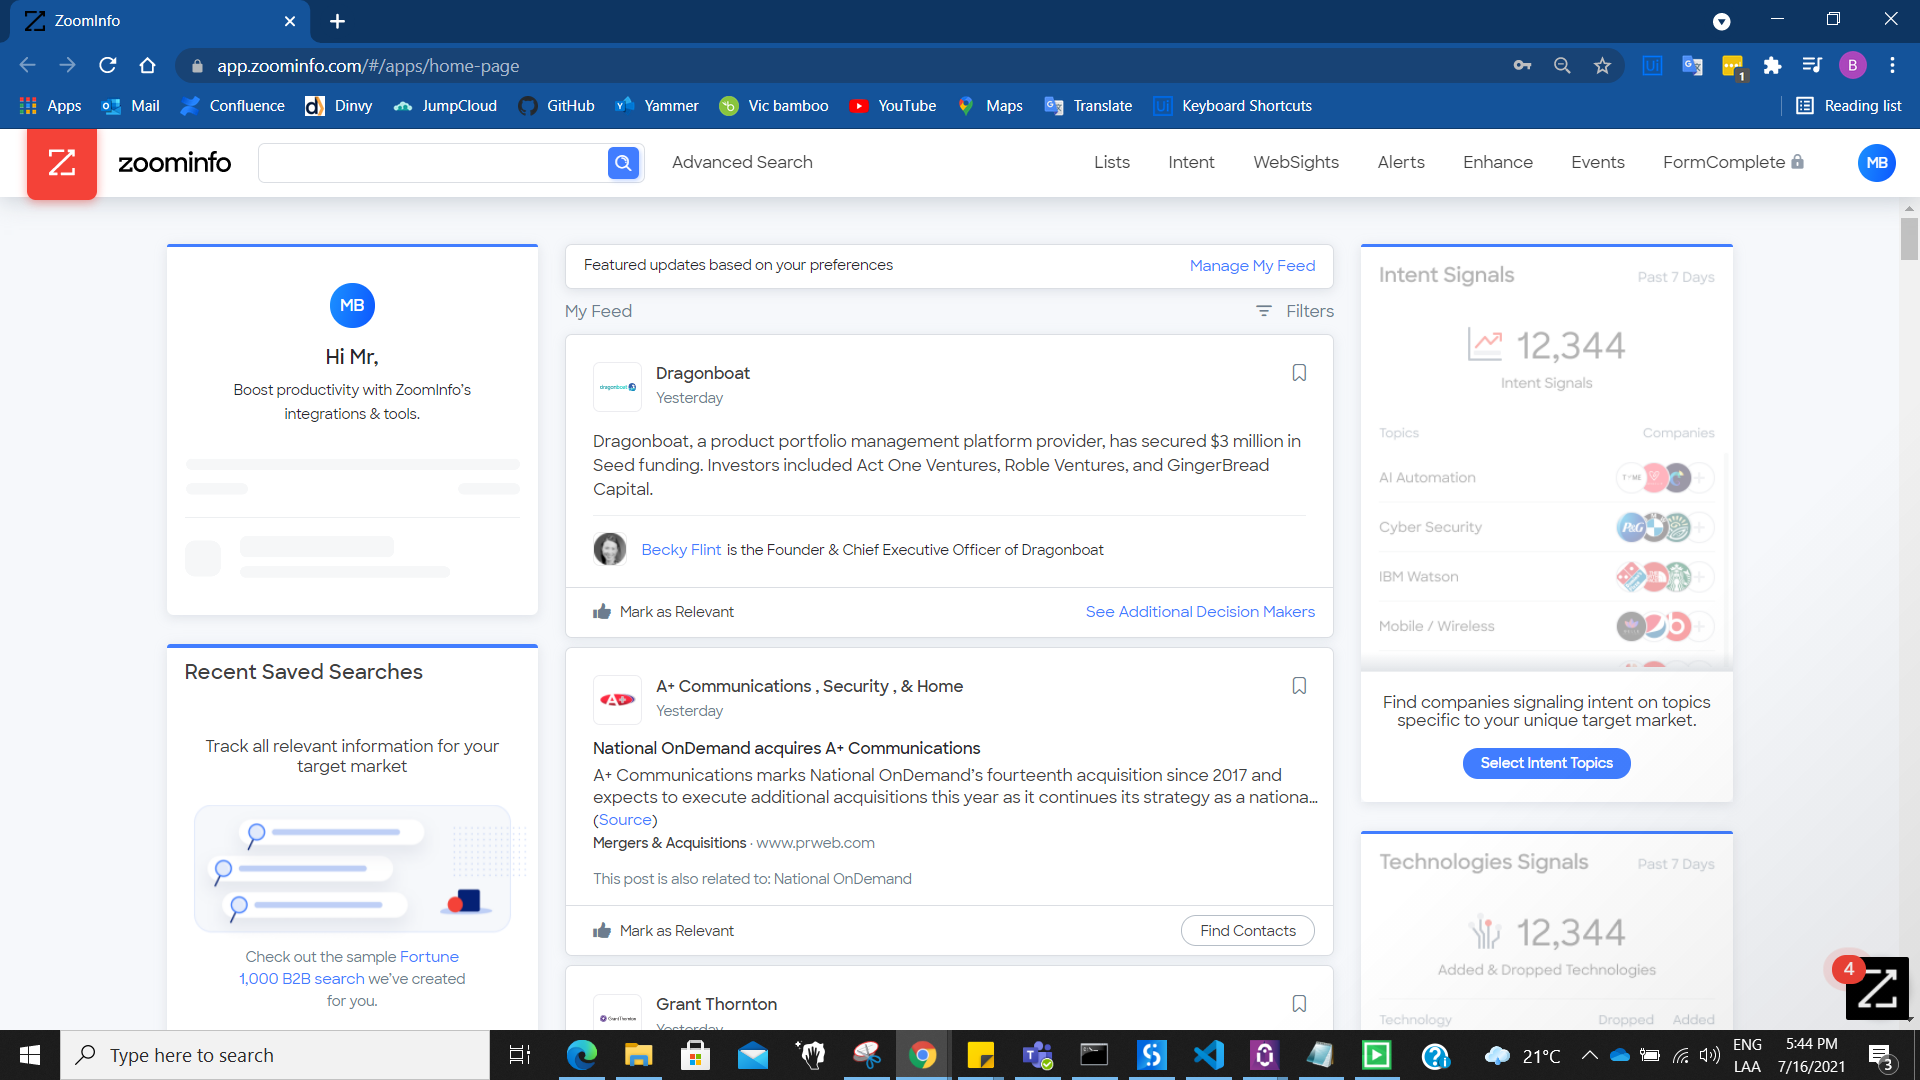 ZoomInfo
app.zoominfo.com/#/apps/home-page
1
B
Apps
Mail
Confluence
Dinvy
JumpCloud
GitHub
Yammer
Vic bamboo
YouTube
Maps
Translate
Keyboard Shortcuts
Reading list
zoominfo
Advanced Search
Lists
Intent
WebSights
Alerts
Enhance
Events
FormComplete
MB
MB
Hi Mr,
Boost productivity with ZoomInfo's
integrations & tools.
Recent Saved Searches
Track all relevant information for your
target market
Check out the sample Fortune
1,000 B2B search we've created
for you.
Featured updates based on your preferences
Manage My Feed
My Feed
Filters
dragonboat
Dragonboat
Yesterday
Dragonboat, a product portfolio management platform provider, has secured $3 million in
Seed funding. Investors included Act One Ventures, Roble Ventures, and GingerBread
Capital.
Becky Flint is the Founder & Chief Executive Officer of Dragonboat
Mark as Relevant
See Additional Decision Makers
A+
A+ Communications , Security , & Home
Yesterday
National OnDemand acquires A+ Communications
A+ Communications marks National OnDemand's fourteenth acquisition since 2017 and
expects to execute additional acquisitions this year as it continues its strategy as a nationa...
(Source)
Mergers & Acquisitions · www.prweb.com
This post is also related to: National OnDemand
Mark as Relevant
Find Contacts
Grant Thornton
Grant Thornton
Yesterday
Intent Signals
Past 7 Days
12,344
Intent Signals
Topics
Companies
AI Automation
Cyber Security
P&G
IBM Watson
Mobile / Wireless
Find companies signaling intent on topics
specific to your unique target market.
Select Intent Topics
Technologies Signals
Past 7 Days
12,344
Added & Dropped Technologies
Technology
Dropped
Added
4
Type here to search
21°C
ENG
LAA
5:44 PM
7/16/2021
3